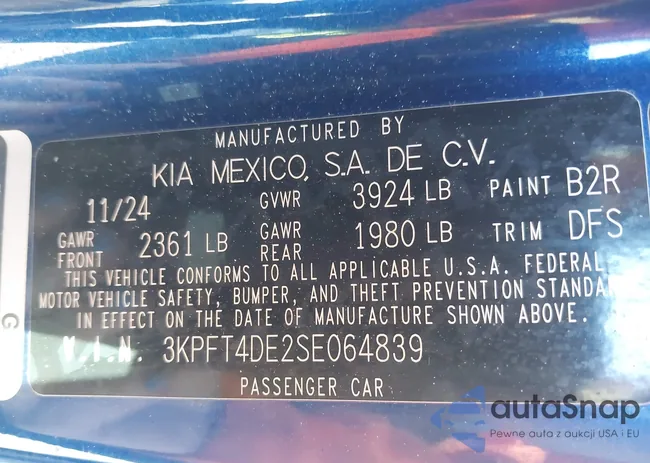 MANUFACTURED BY
KIA MEXICO, S.A. DE C.V.
11/24 GVWR 3924 LB PAINT B2R
GAWR FRONT 2361 LB GAWR REAR 1980 LB TRIM DFS
THIS VEHICLE CONFORMS TO ALL APPLICABLE U.S.A. FEDERAL
MOTOR VEHICLE SAFETY, BUMPER, AND THEFT PREVENTION STANDA
IN EFFECT ON THE DATE OF MANUFACTURE SHOWN ABOVE.
V.I.N. 3KPFT4DE2SE064839
PASSENGER CAR
G
autaSnap
Pewne auta z aukcji USA i EU